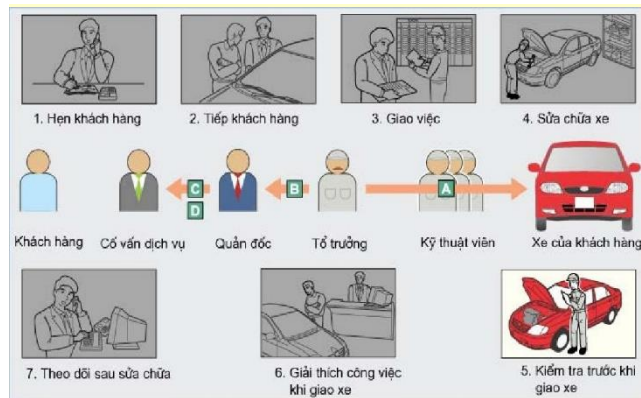 1. Hẹn khách hàng
2. Tiếp khách hàng
3. Giao việc
4. Sửa chữa xe
C
B
A
D
Khách hàng
Cố vấn dịch vụ
Quản đốc
Tổ trưởng
Kỹ thuật viên
Xe của khách hàng
7. Theo dõi sau sửa chữa
6. Giải thích công việc
khi giao xe
5. Kiểm tra trước khi
giao xe